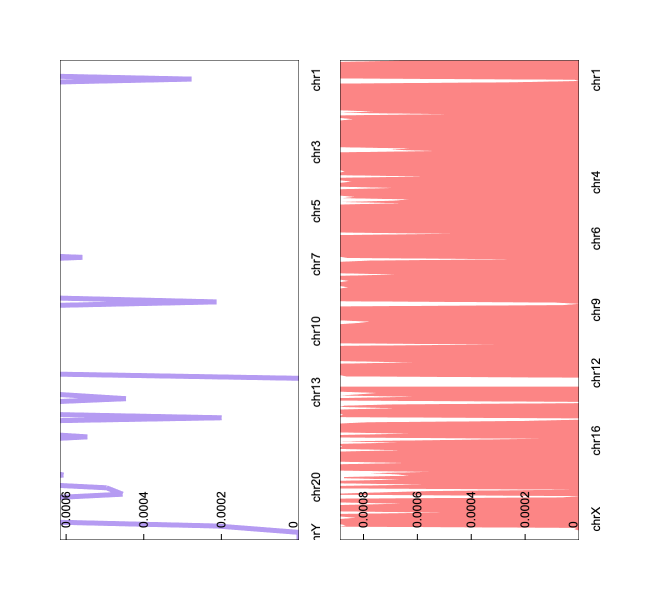 chr1
chr3
chr5
chr7
chr10
chr13
chr20
hrY
0.0006
0.0004
0.0002
0
chr1
chr4
chr6
chr9
chr12
chr16
chrX
0.0008
0.0006
0.0004
0.0002
0